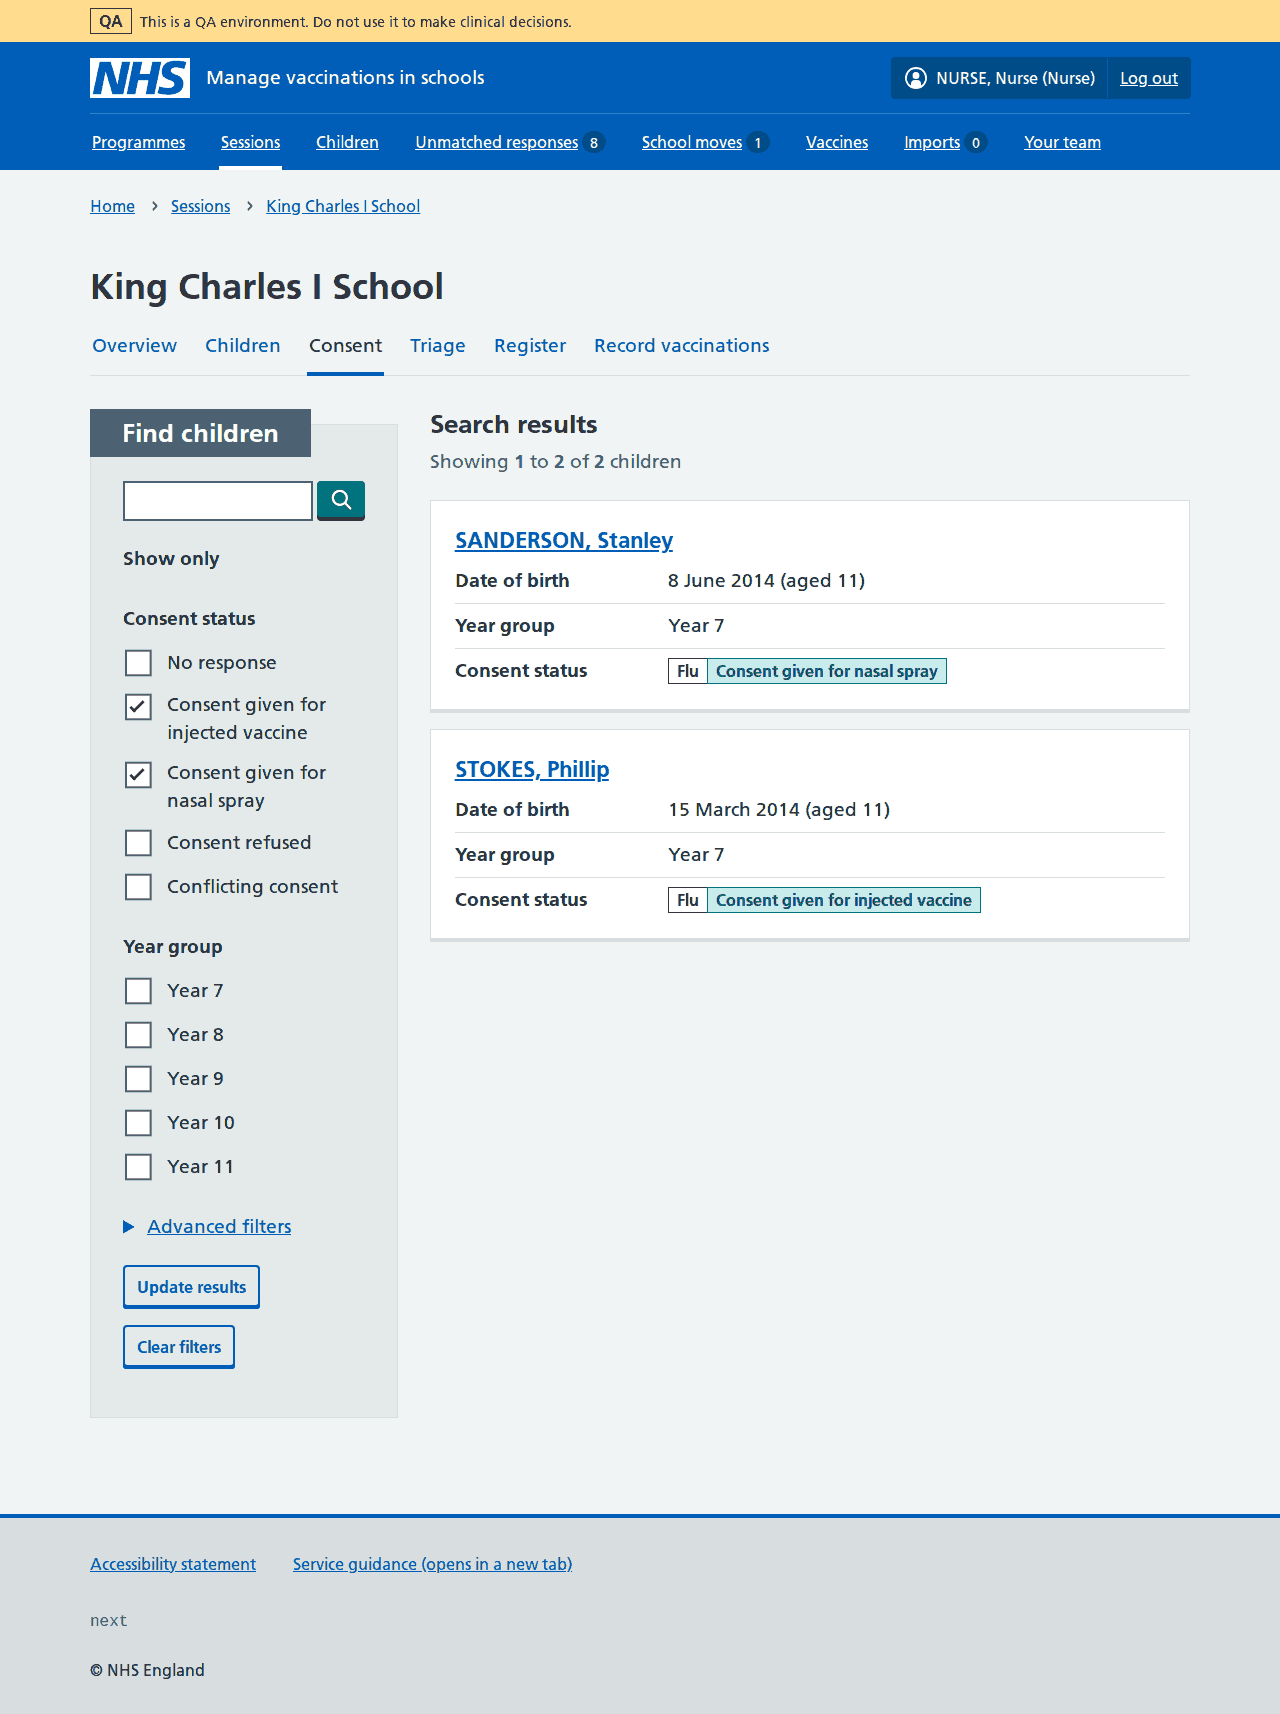 QA This is a QA environment. Do not use it to make clinical decisions.
NHS Manage vaccinations in schools NURSE, Nurse (Nurse) Log out
Programmes Sessions Children Unmatched responses 8 School moves 1 Vaccines Imports 0 Your team
Home Sessions King Charles I School
King Charles I School
Overview Children Consent Triage Register Record vaccinations
Find children
Show only
Consent status
No response
Consent given for
injected vaccine
Consent given for
nasal spray
Consent refused
Conflicting consent
Year group
Year 7
Year 8
Year 9
Year 10
Year 11
Advanced filters
Update results
Clear filters
Search results
Showing 1 to 2 of 2 children
SANDERSON, Stanley
Date of birth 8 June 2014 (aged 11)
Year group Year 7
Consent status Flu Consent given for nasal spray
STOKES, Phillip
Date of birth 15 March 2014 (aged 11)
Year group Year 7
Consent status Flu Consent given for injected vaccine
Accessibility statement Service guidance (opens in a new tab)
next
© NHS England